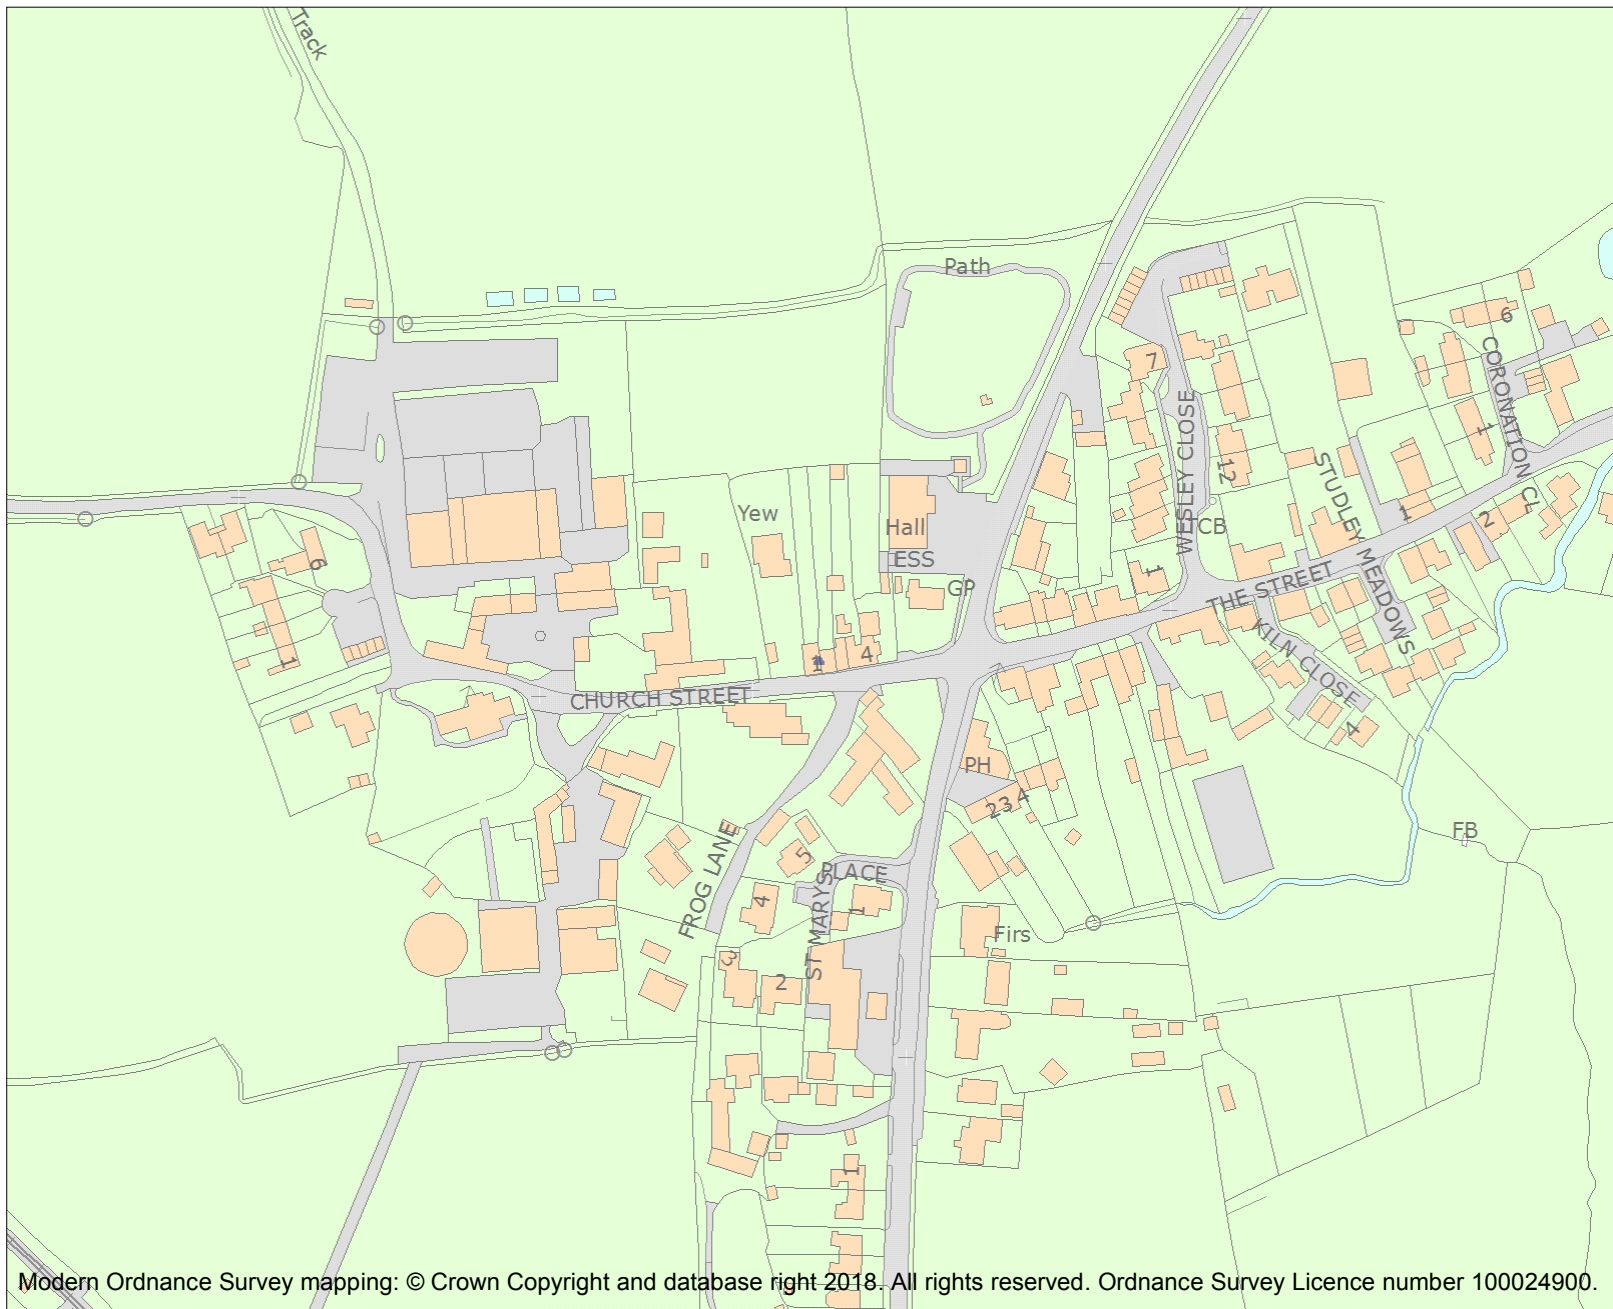 Track
Path
6
CORONATION CL
7
WESLEY CLOSE
1
12
STUDLEY MEADOWS
1
2
Yew
Hall
TCB
6
ESS
1
GP
THE STREET
KILN CLOSE
1
4
1
CHURCH STREET
4
PH
2 3 4
FB
FROG LANE
5
PLACE
ST MARYS
4
1
Firs
3
2
1
Modern Ordnance Survey mapping: © Crown Copyright and database right 2018. All rights reserved. Ordnance Survey Licence number 100024900.